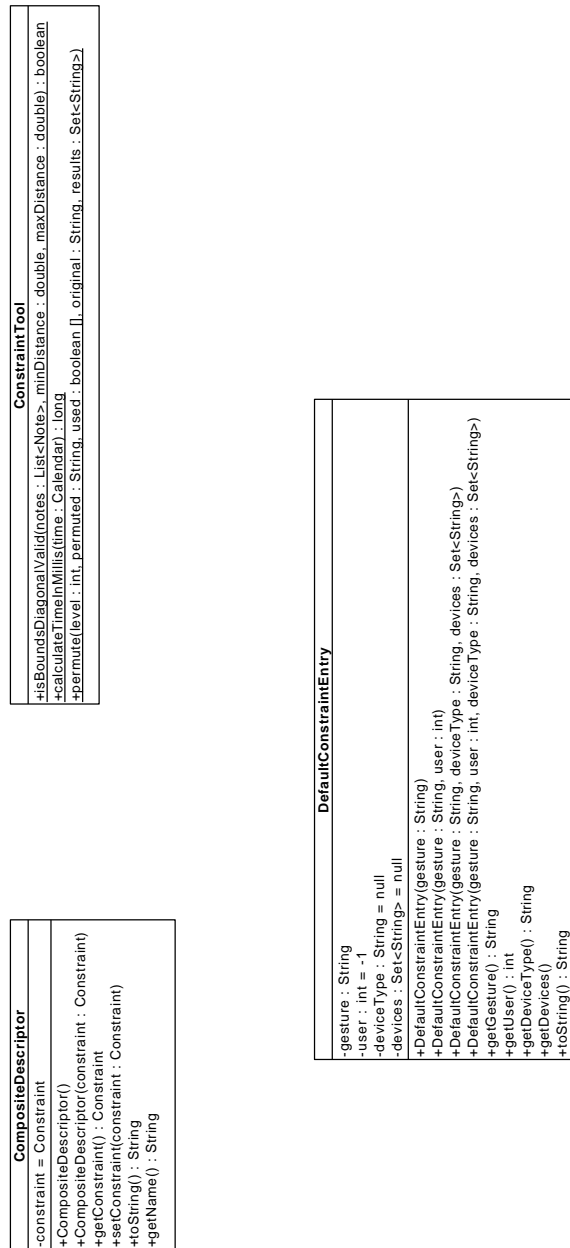 CompositeDescriptor
-constraint = Constraint
+CompositeDescriptor()
+CompositeDescriptor(constraint : Constraint)
+getConstraint() : Constraint
+setConstraint(constraint : Constraint)
+toString() : String
+getName() : String
ConstraintTool
+isBoundsDiagonalValid(notes : List<Note>, minDistance : double, maxDistance : double) : boolean
+calculateTimeInMillis(time : Calendar) : long
+permute(level : int, permuted : String, used : boolean [], original : String, results : Set<String>)
DefaultConstraintEntry
-gesture : String
-user : int = -1
-deviceType : String = null
-devices : Set<String> = null
+DefaultConstraintEntry(gesture : String)
+DefaultConstraintEntry(gesture : String, user : int)
+DefaultConstraintEntry(gesture : String, deviceType : String, devices : Set<String>)
+DefaultConstraintEntry(gesture : String, user : int, deviceType : String, devices : Set<String>)
+getGesture() : String
+getUser() : int
+getDeviceType() : String
+getDevices()
+toString() : String